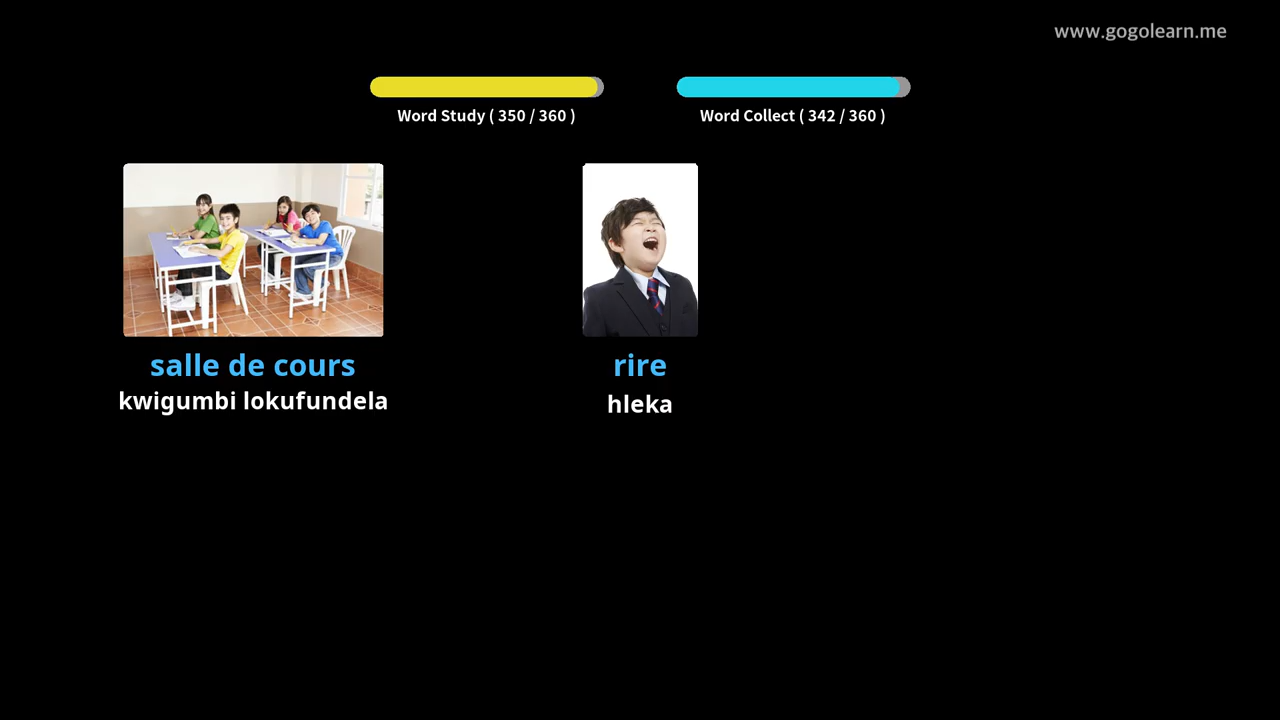 www.gogolearn.me
Word Study ( 350 / 360 )
Word Collect ( 342 / 360 )
salle de cours
kwigumbi lokufundela
rire
hleka